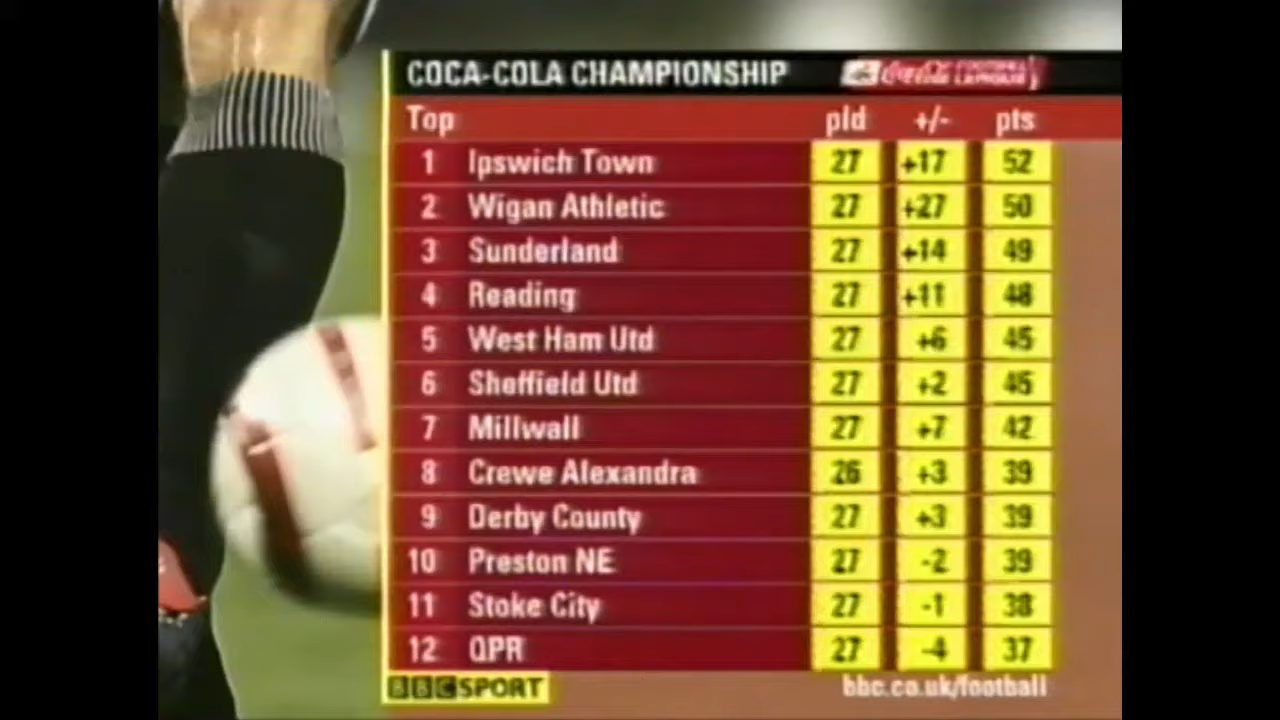 COCA-COLA CHAMPIONSHIP Coca-Cola FOOTBALL LEAGUE
Top pld +/- pts
1 Ipswich Town 27 +17 52
2 Wigan Athletic 27 +27 50
3 Sunderland 27 +14 49
4 Reading 27 +11 48
5 West Ham Utd 27 +6 45
6 Sheffield Utd 27 +2 45
7 Millwall 27 +7 42
8 Crewe Alexandra 26 +3 39
9 Derby County 27 +3 39
10 Preston NE 27 -2 39
11 Stoke City 27 -1 38
12 QPR 27 -4 37
BBC SPORT bbc.co.uk/football